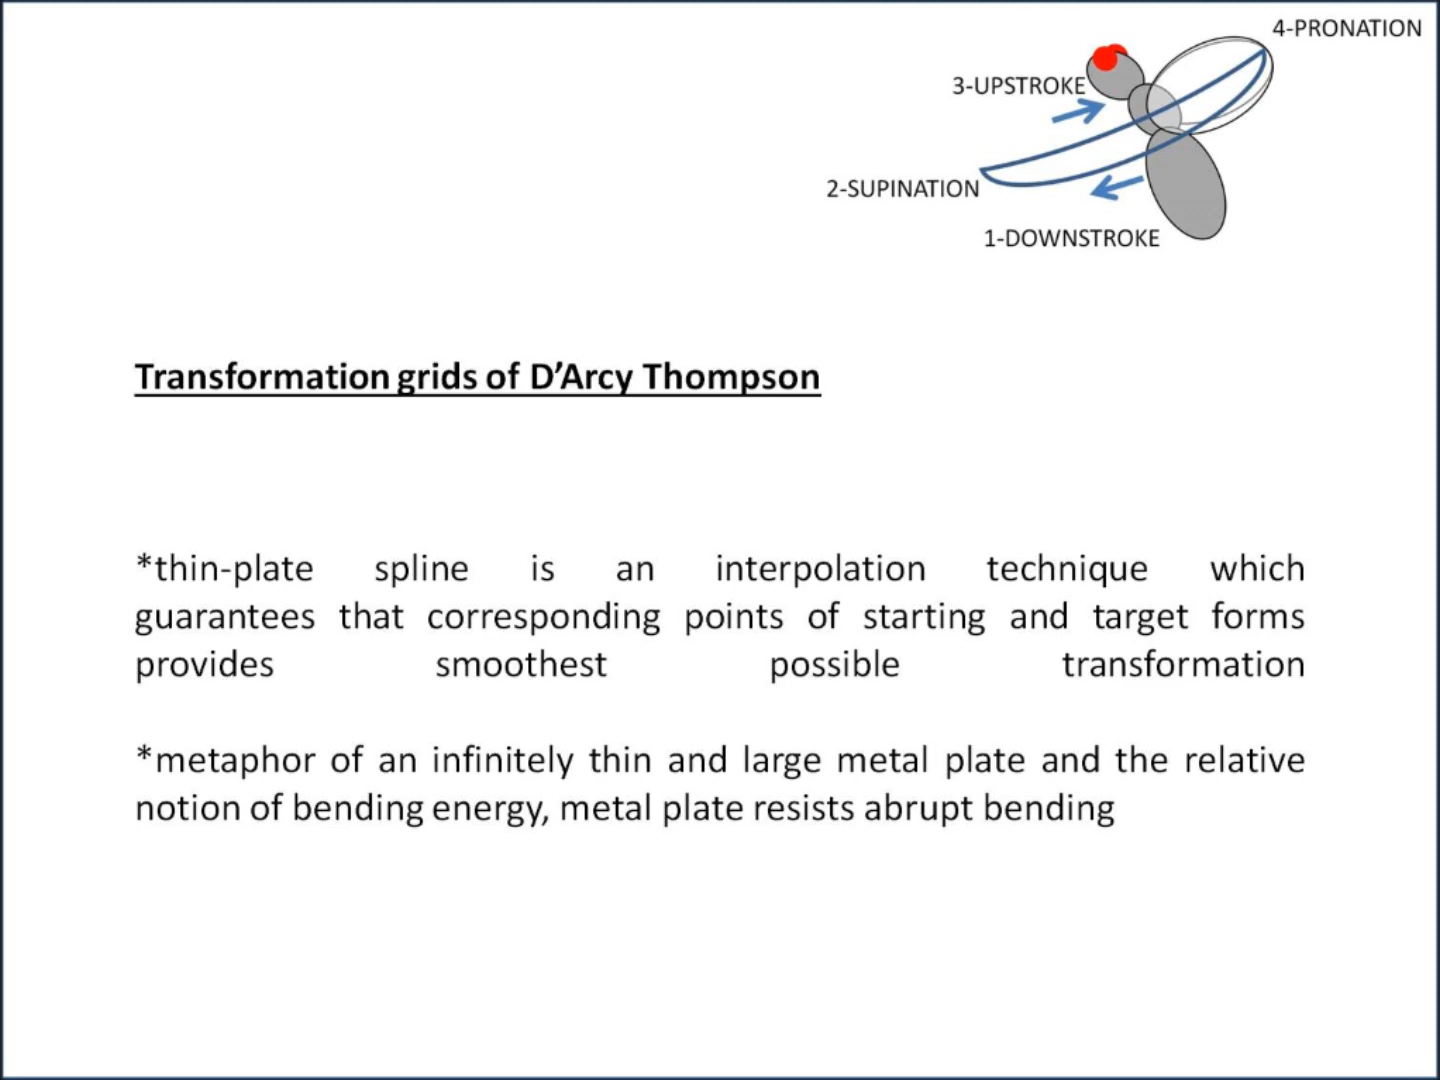 4-PRONATION
3-UPSTROKE
2-SUPINATION
1-DOWNSTROKE
Transformation grids of D’Arcy Thompson
*thin-plate spline is an interpolation technique which
guarantees that corresponding points of starting and target forms
provides smoothest possible transformation
*metaphor of an infinitely thin and large metal plate and the relative
notion of bending energy, metal plate resists abrupt bending